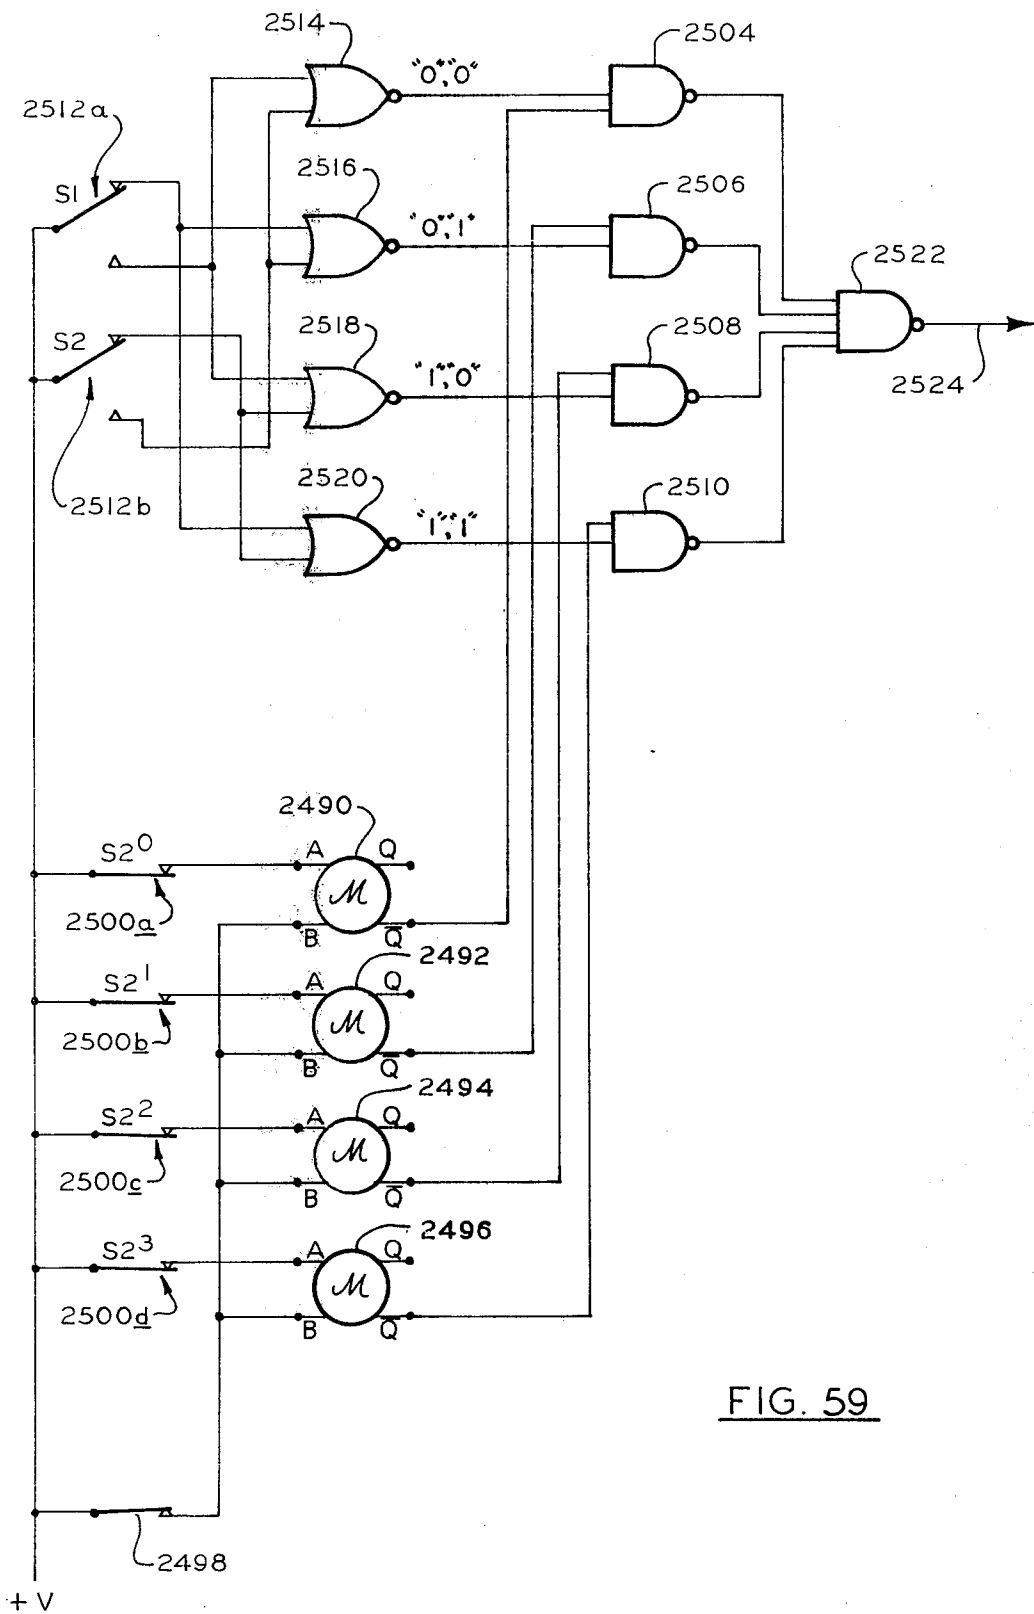 2514
2504
"0","0"
2512a
S1
2516
2506
"0","1"
2522
S2
2518
2508
"1","0"
2524
2512b
2520
2510
"1","1"
2490
S2⁰
A
Q
M
2500a
B
Q̅
2492
S2¹
A
Q
M
2500b
B
Q̅
2494
S2²
A
Q
M
2500c
B
Q̅
2496
S2³
A
Q
M
2500d
B
Q̅
FIG. 59
2498
+ V